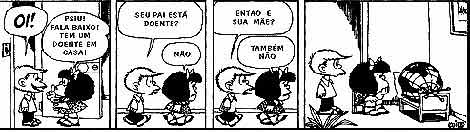 OI!
PSIU!
FALA BAIXO!
TEM UM
DOENTE EM
CASA!
SEU PAI ESTÁ
DOENTE?
NÃO
ENTÃO E
SUA MÃE?
TAMBÉM
NÃO